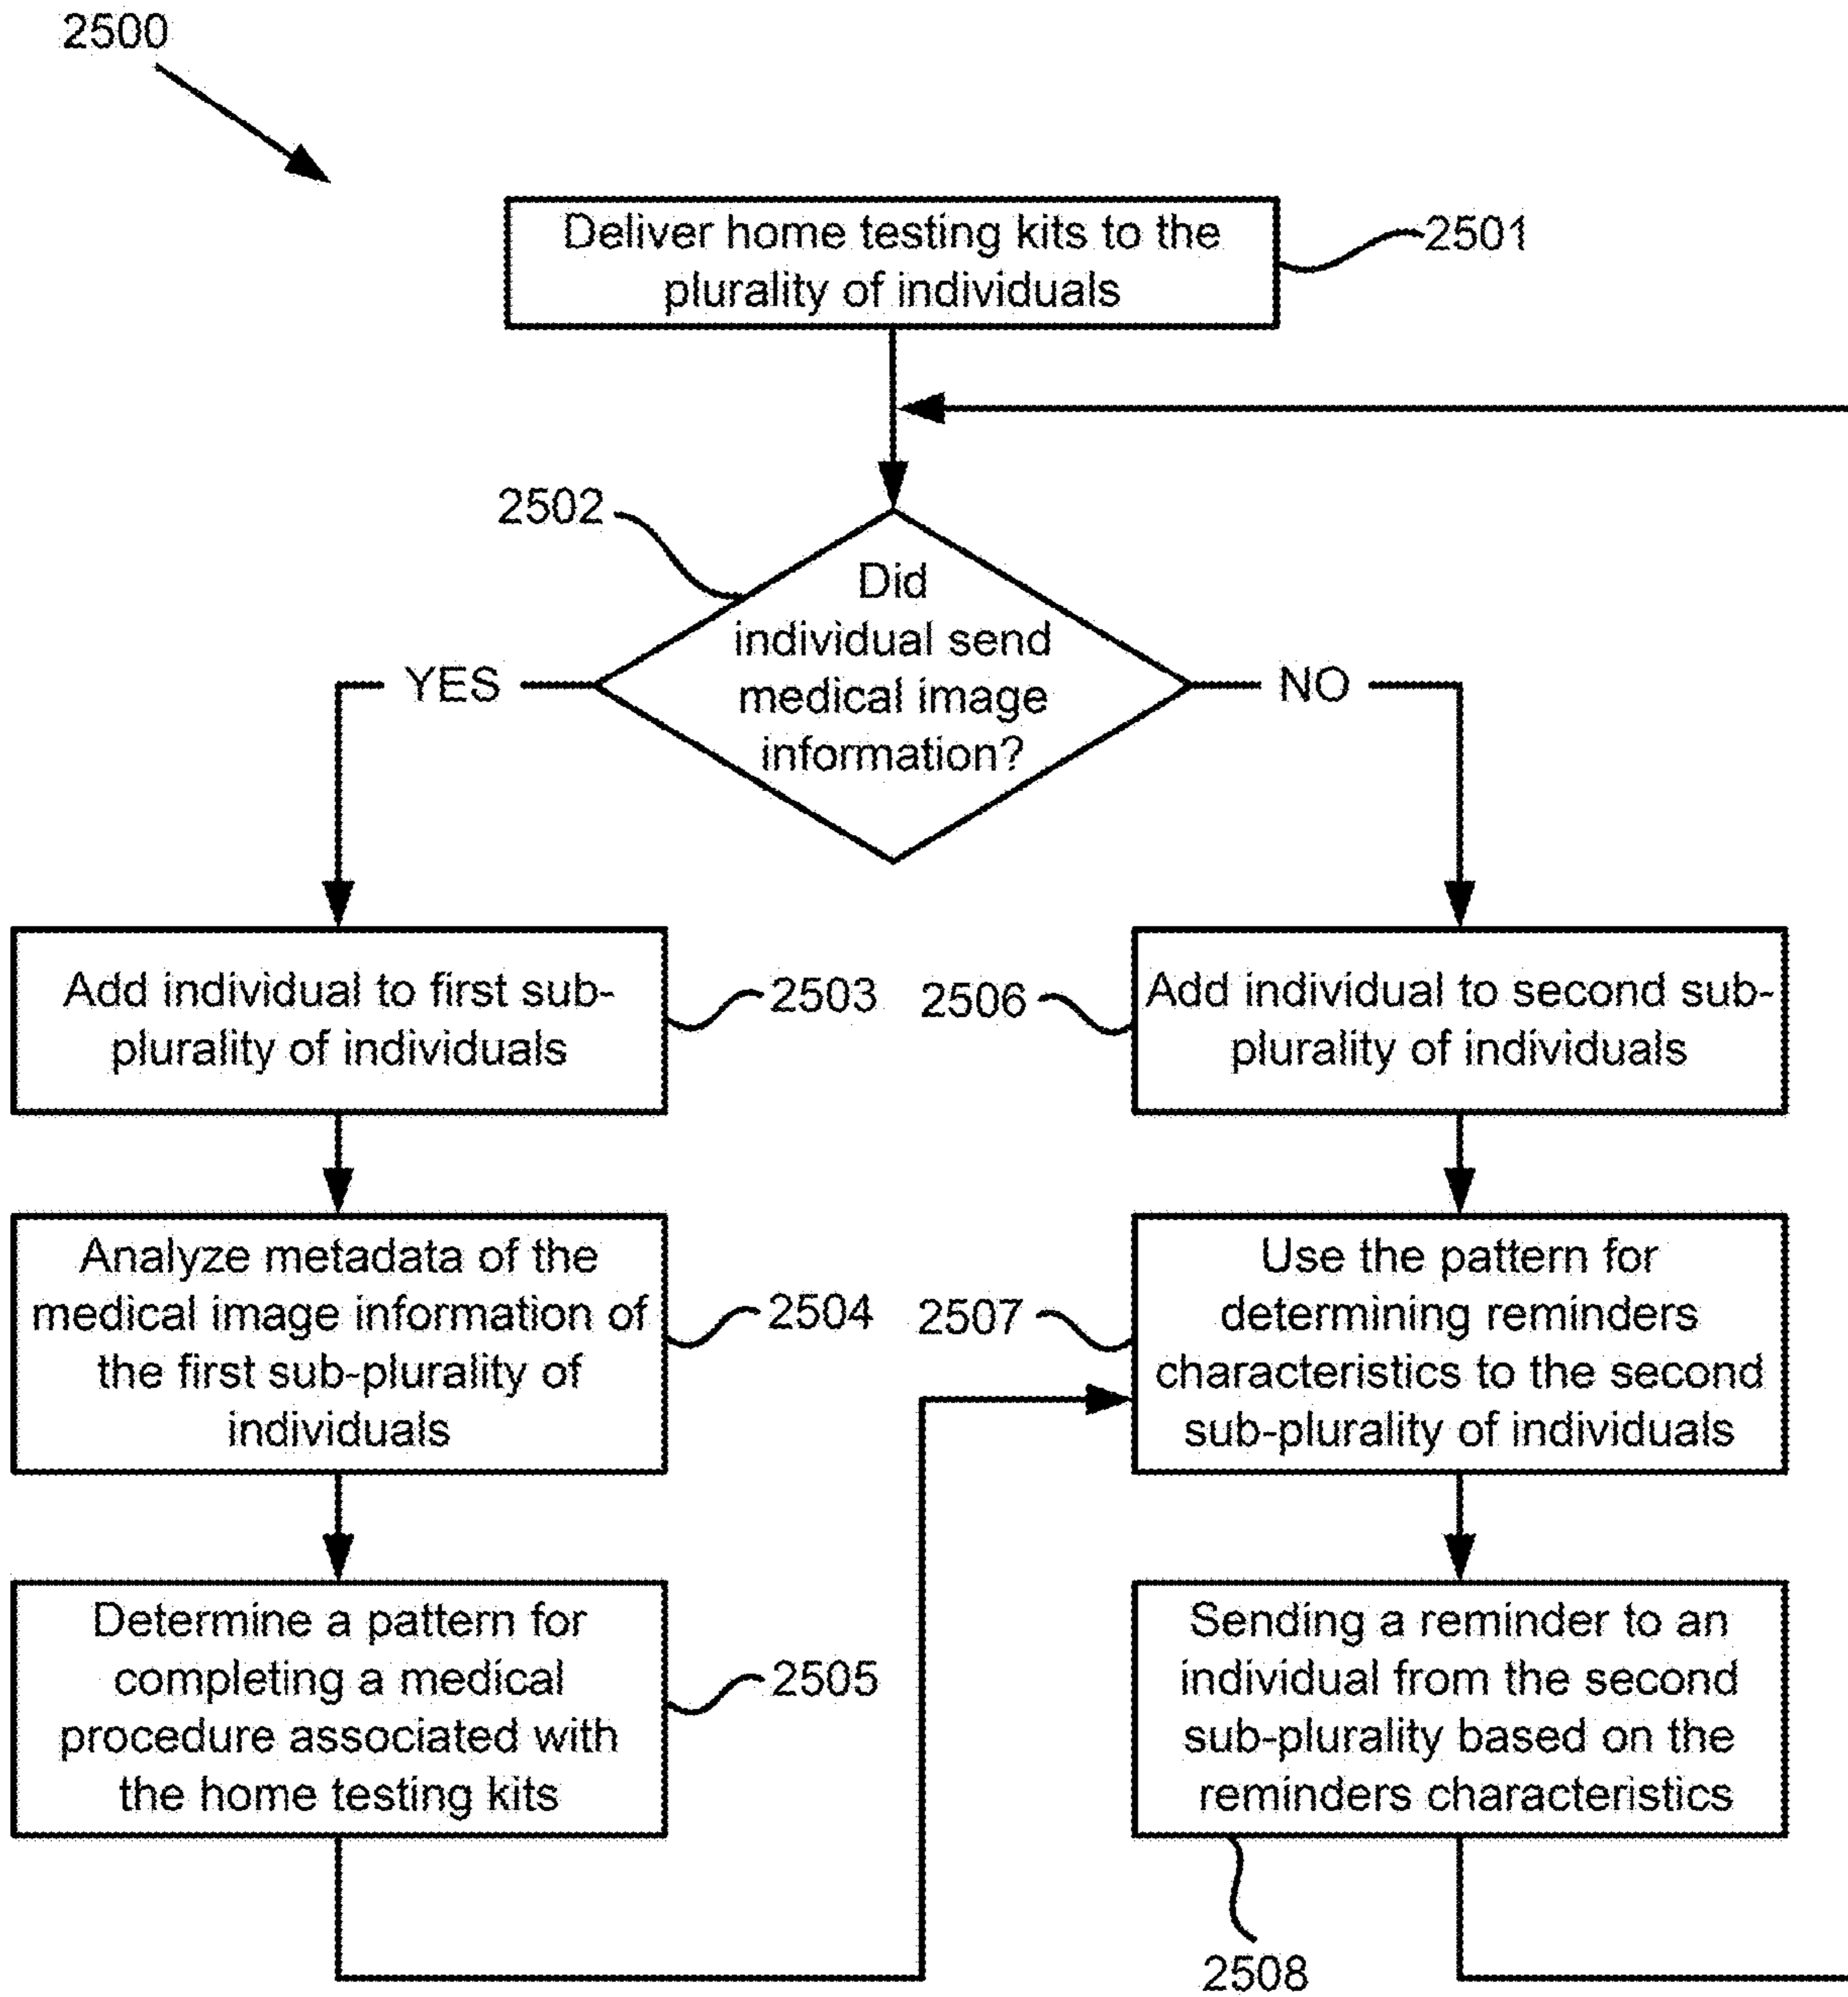 2500
Deliver home testing kits to the
plurality of individuals
2501
2502
Did
individual send
medical image
information?
YES
NO
Add individual to first sub-
plurality of individuals
2503
2506
Add individual to second sub-
plurality of individuals
Analyze metadata of the
medical image information of
the first sub-plurality of
individuals
2504
2507
Use the pattern for
determining reminders
characteristics to the second
sub-plurality of individuals
Determine a pattern for
completing a medical
procedure associated with
the home testing kits
2505
Sending a reminder to an
individual from the second
sub-plurality based on the
reminders characteristics
2508